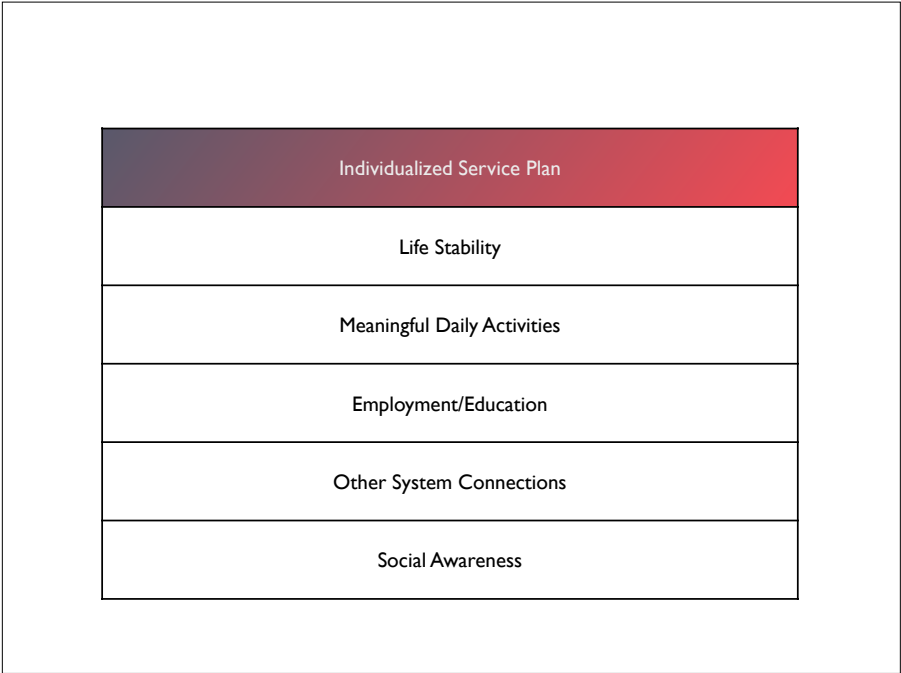 Individualized Service Plan
Life Stability
Meaningful Daily Activities
Employment/Education
Other System Connections
Social Awareness